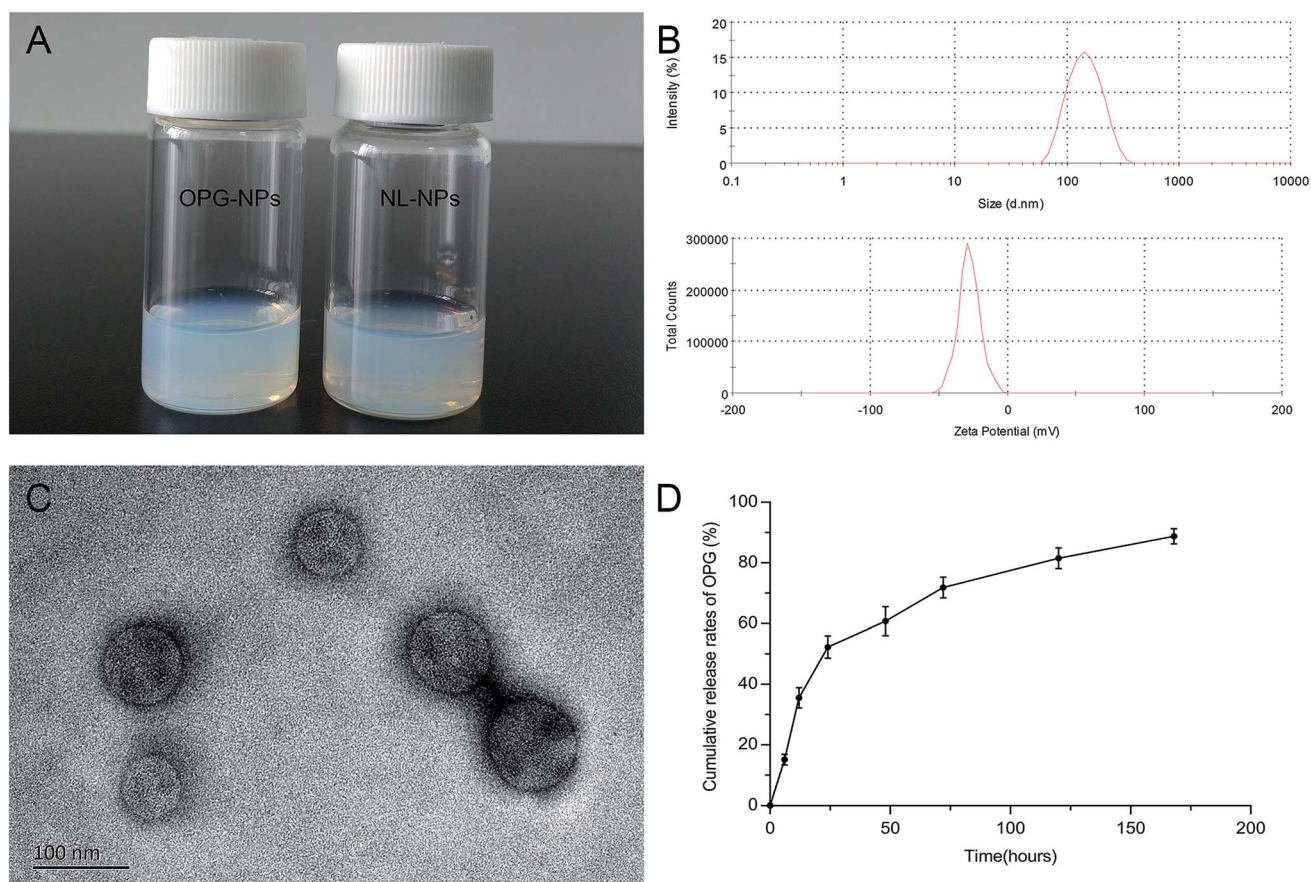 A
OPG-NPs
NL-NPs
B
20
15
10
5
0
Intensity (%)
0.1
1
10
100
1000
10000
Size (d.nm)
300000
200000
100000
0
Total Counts
-200
-100
0
100
200
Zeta Potential (mV)
C
100 nm
D
100
80
60
40
20
0
Cumulative release rates of OPG (%)
0
50
100
150
200
Time(hours)